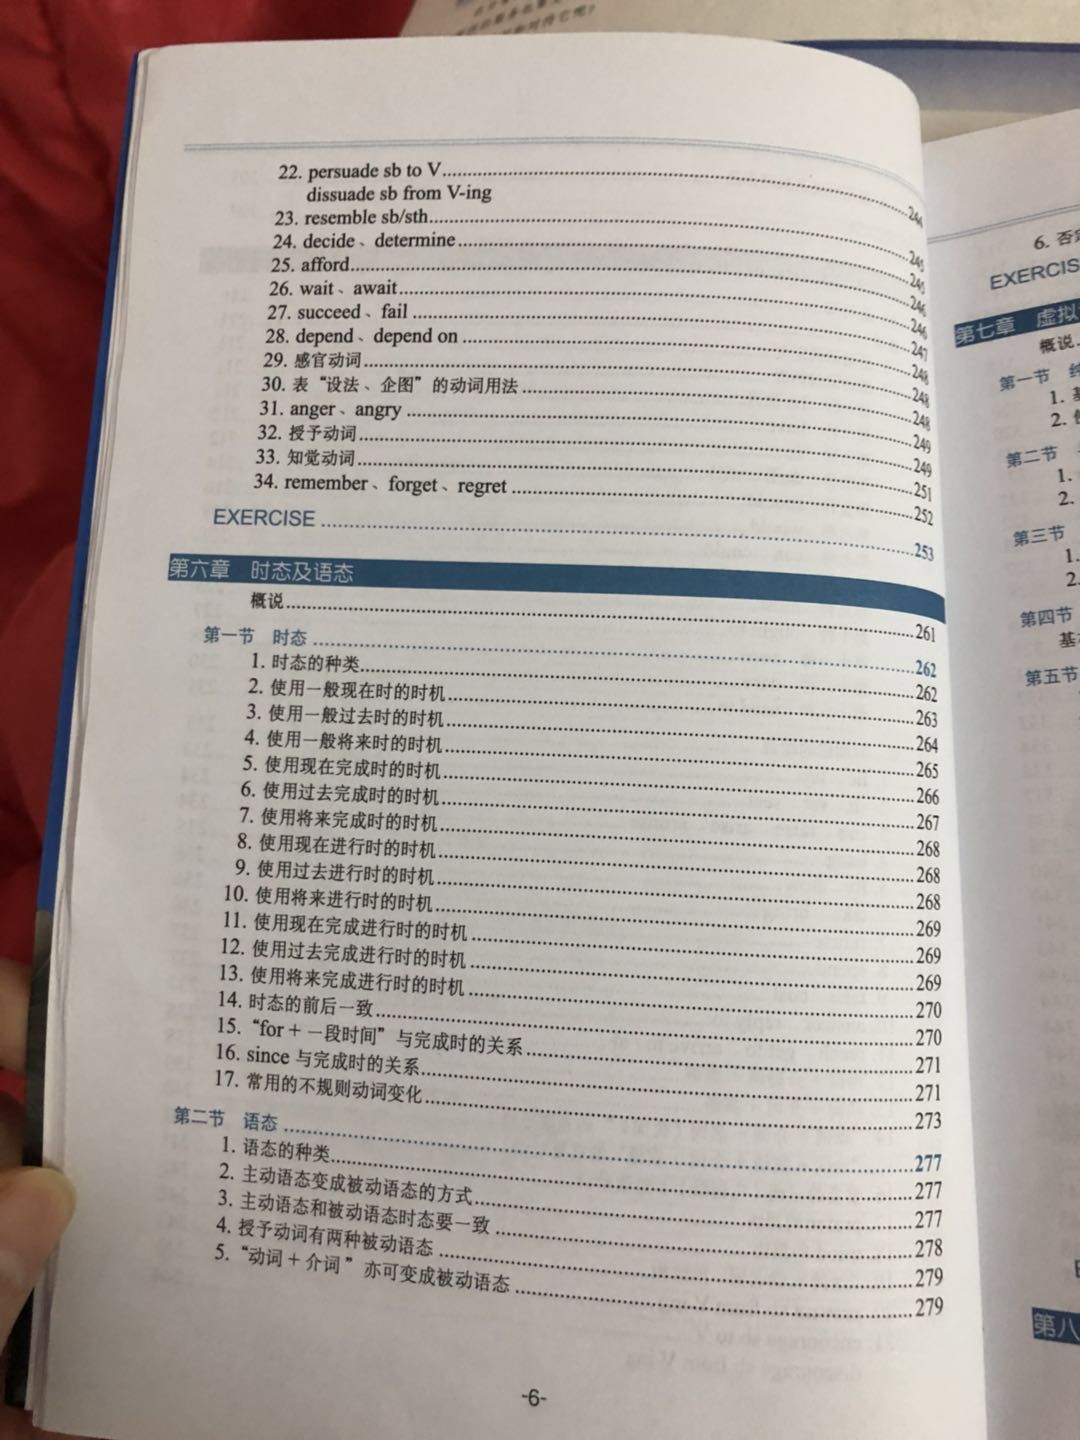 22. persuade sb to V 244
dissuade sb from V-ing
23. resemble sb/sth 245
24. decide、determine 245
25. afford 246
26. wait、await 246
27. succeed、fail 247
28. depend、depend on 248
29. 感官动词 248
30. 表“设法、企图”的动词用法 248
31. anger、angry 249
32. 授予动词 249
33. 知觉动词 251
34. remember、forget、regret 252
EXERCISE 253
第六章 时态及语态
概说 261
第一节 时态 262
1. 时态的种类 262
2. 使用一般现在时的时机 263
3. 使用一般过去时的时机 264
4. 使用一般将来时的时机 265
5. 使用现在完成时的时机 266
6. 使用过去完成时的时机 267
7. 使用将来完成时的时机 268
8. 使用现在进行时的时机 268
9. 使用过去进行时的时机 268
10. 使用将来进行时的时机 269
11. 使用现在完成进行时的时机 269
12. 使用过去完成进行时的时机 269
13. 使用将来完成进行时的时机 270
14. 时态的前后一致 270
15. “for + 一段时间”与完成时的关系 271
16. since 与完成时的关系 271
17. 常用的不规则动词变化 273
第二节 语态 277
1. 语态的种类 277
2. 主动语态变成被动语态的方式 277
3. 主动语态和被动语态时态要一致 278
4. 授予动词有两种被动语态 279
5. “动词 + 介词”亦可变成被动语态 279
-6-
6. 否
EXERCIS
第七章 虚拟
概说
第一节
1.
2.
第二节
1.
2.
第三节
1.
2.
第四节
基
第五节
第八